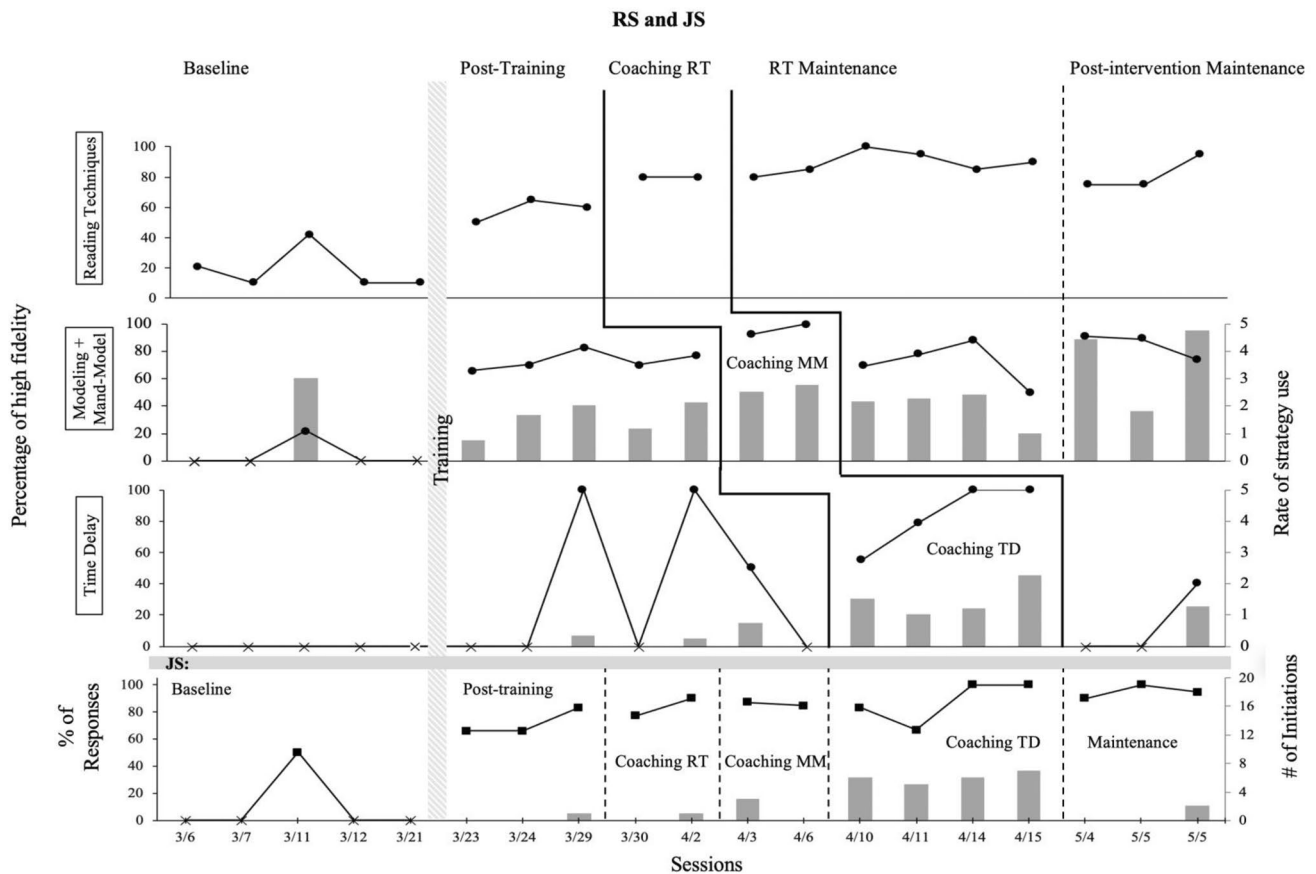 RS and JS
Baseline
Post-Training
Coaching RT
RT Maintenance
Post-intervention Maintenance
Percentage of high fidelity
Reading Techniques
100
80
60
40
20
0
Modeling +
Mand-Model
100
80
60
40
20
0
Training
Coaching MM
5
4
3
2
1
0
Rate of strategy use
Time Delay
100
80
60
40
20
0
Coaching TD
5
4
3
2
1
0
JS:
% of
Responses
100
80
60
40
20
0
Baseline
Post-training
Coaching RT
Coaching MM
Coaching TD
Maintenance
20
16
12
8
4
0
# of Initiations
3/6 3/7 3/11 3/12 3/21 3/23 3/24 3/29 3/30 4/2 4/3 4/6 4/10 4/11 4/14 4/15 5/4 5/5 5/5
Sessions